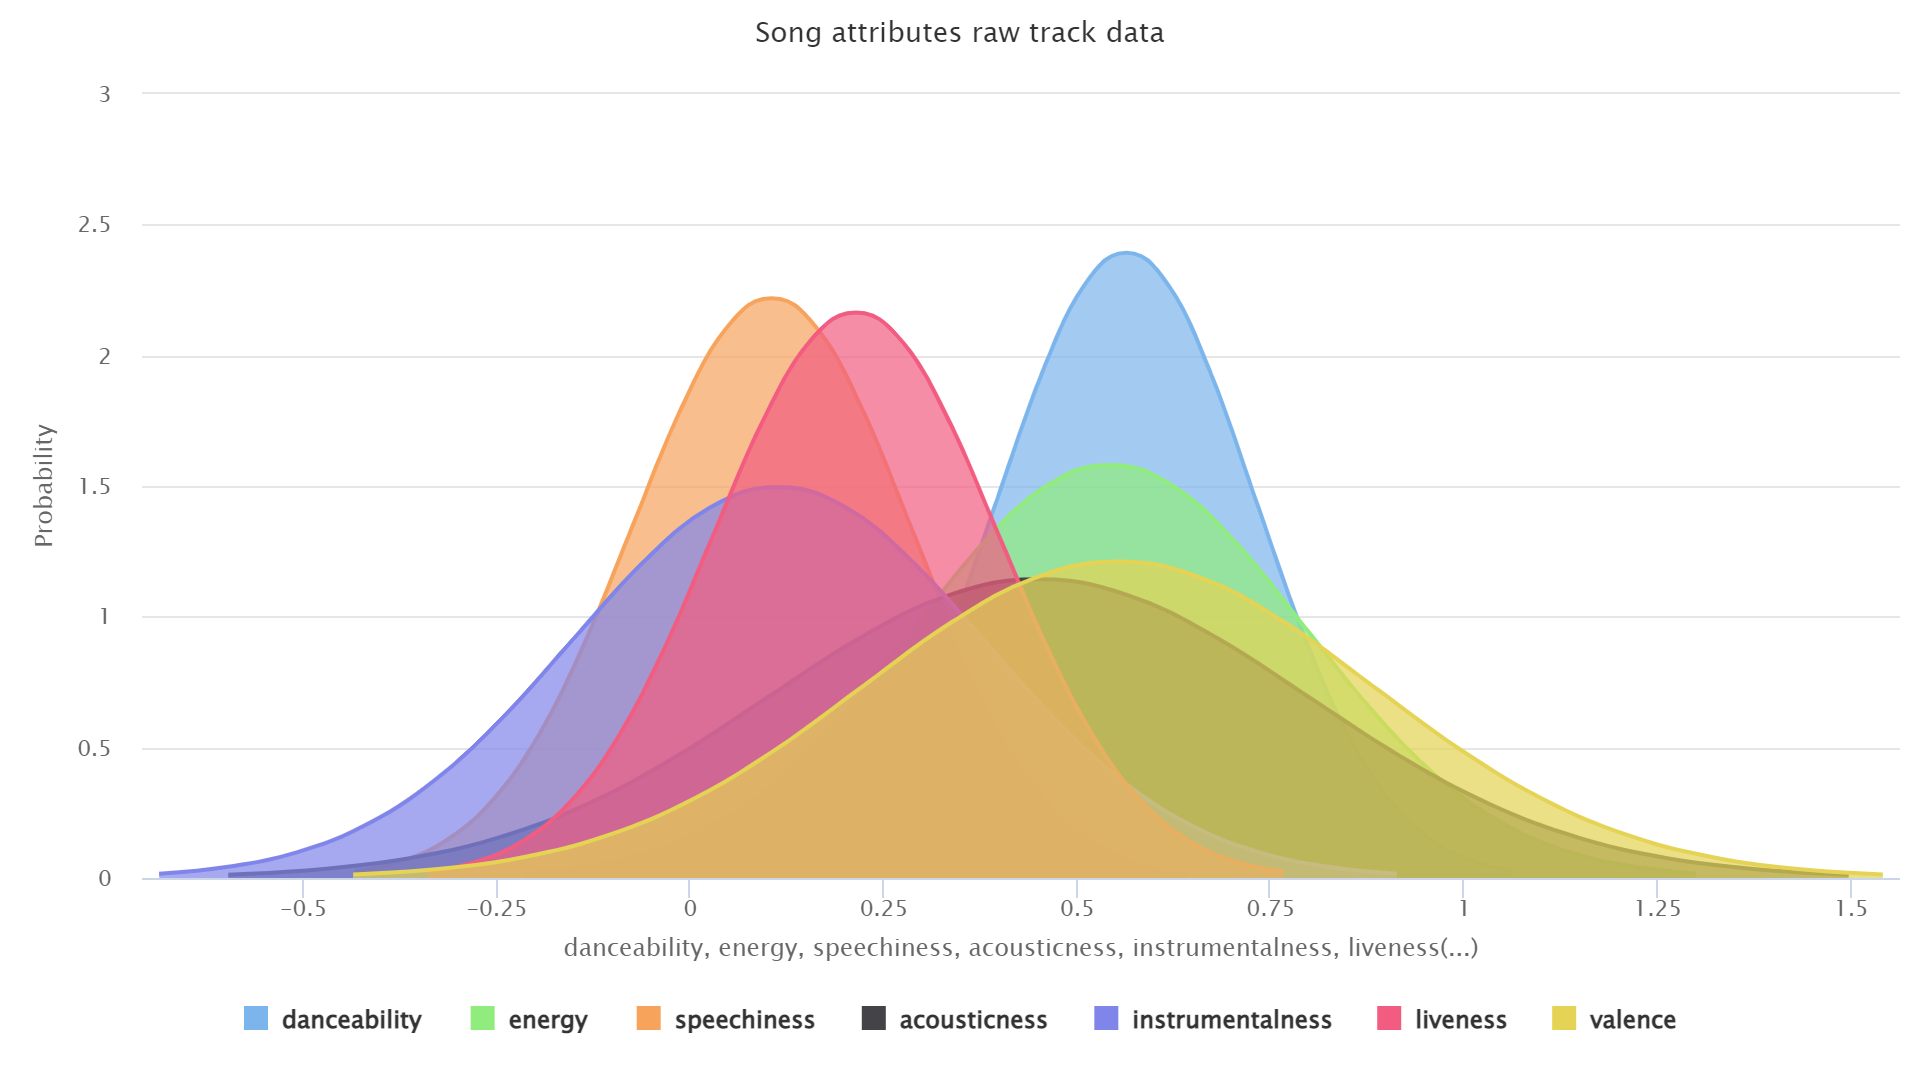 Song attributes raw track data
3
2.5
2
1.5
1
0.5
0
Probability
-0.5 -0.25 0 0.25 0.5 0.75 1 1.25 1.5
danceability, energy, speechiness, acousticness, instrumentalness, liveness(...)
danceability energy speechiness acousticness instrumentalness liveness valence